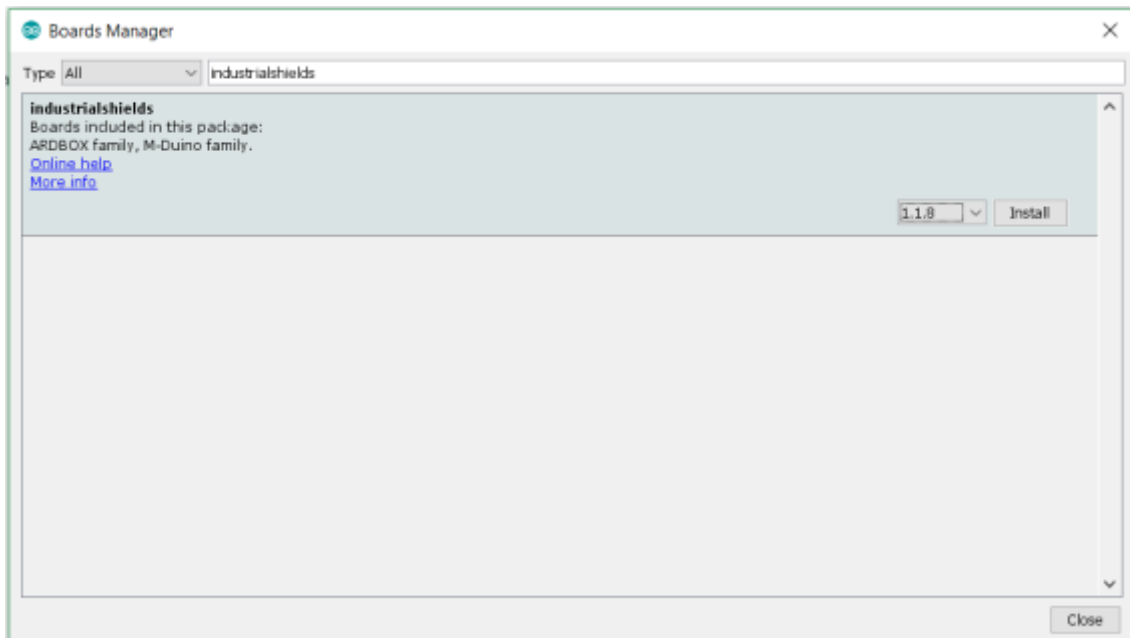 Boards Manager
Type All industrialshields
industrialshields
Boards included in this package:
ARDBOX family, M-Duino family.
Online help
More info
1.1.8 Install
Close